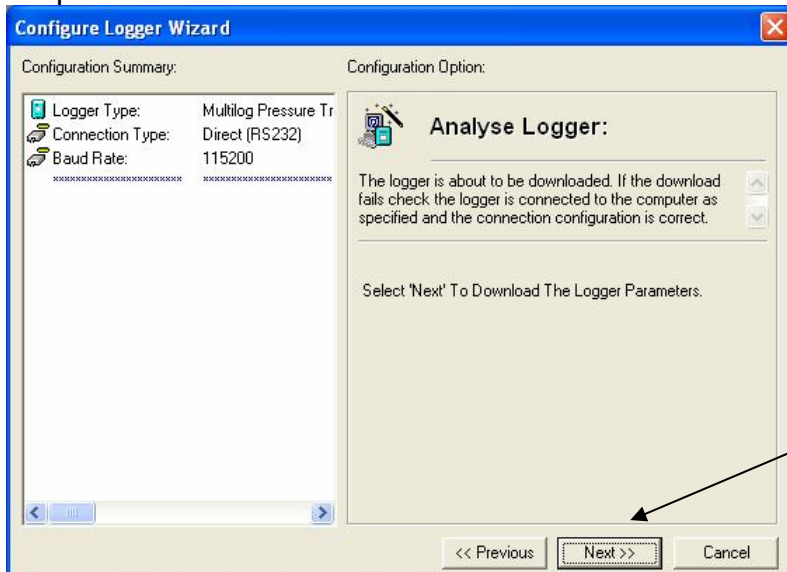 Configure Logger Wizard
Configuration Summary:
Configuration Option:
Logger Type: Multilog Pressure Tr
Connection Type: Direct (RS232)
Baud Rate: 115200
Analyse Logger:
The logger is about to be downloaded. If the download
fails check the logger is connected to the computer as
specified and the connection configuration is correct.
Select 'Next' To Download The Logger Parameters.
<< Previous
Next >>
Cancel